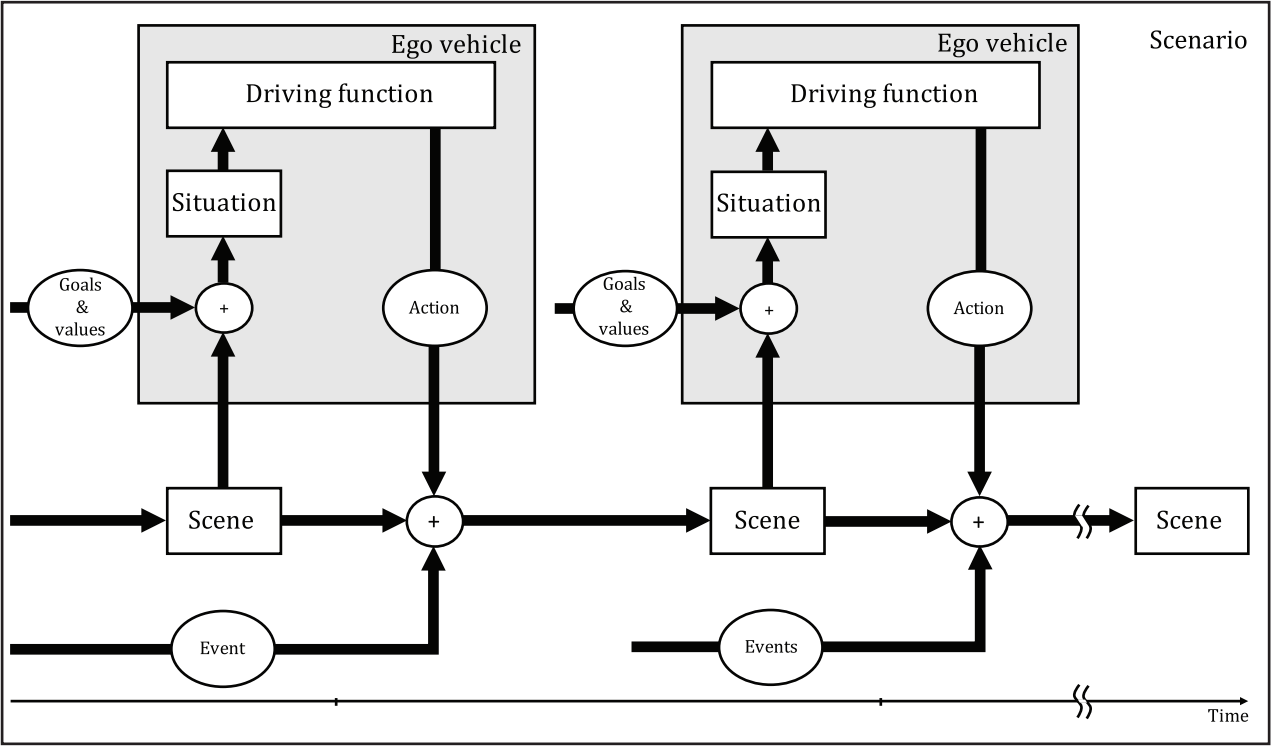 Ego vehicle
Ego vehicle
Scenario
Driving function
Driving function
Situation
Situation
Goals
&
values
+
Action
Goals
&
values
+
Action
Scene
+
Scene
+
Scene
Event
Events
Time